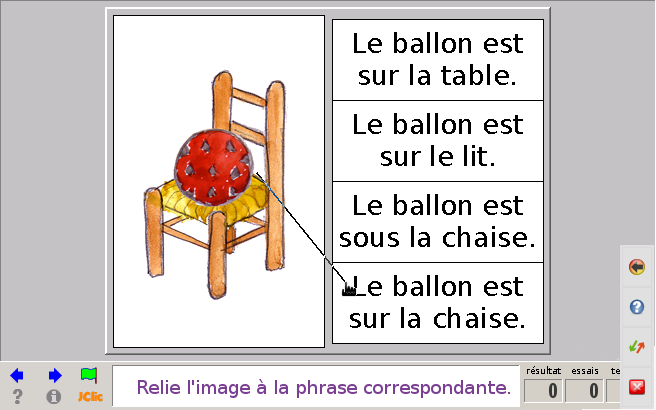 Le ballon est
sur la table.
Le ballon est
sur le lit.
Le ballon est
sous la chaise.
Le ballon est
sur la chaise.
résultat essais te
0 0
JClic
Relie l'image à la phrase correspondante.